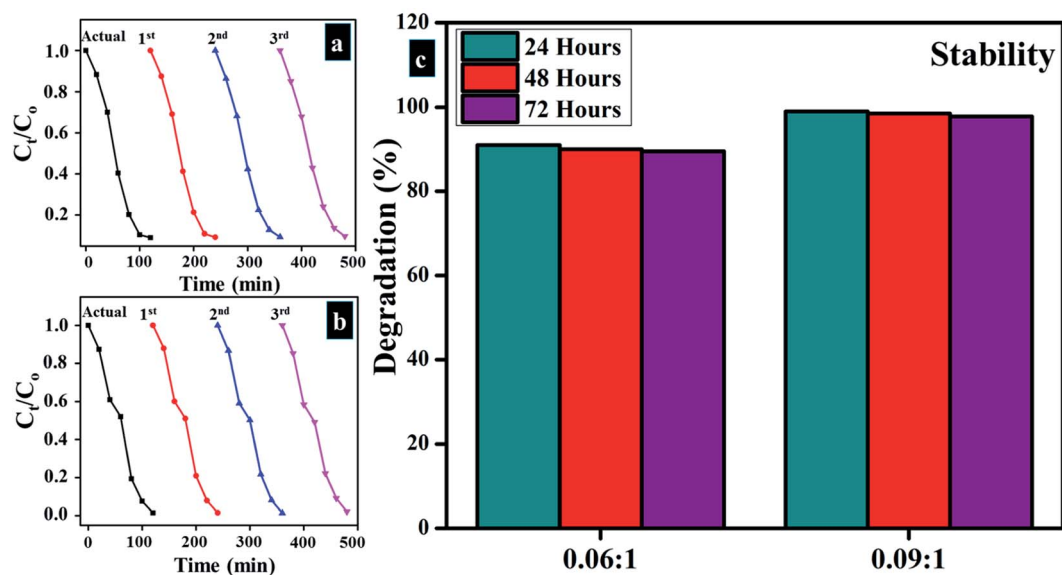 a
Actual 1st 2nd 3rd
1.0
0.8
0.6
0.4
0.2
Ct/Co
0 100 200 300 400 500
Time (min)
b
Actual 1st 2nd 3rd
1.0
0.8
0.6
0.4
0.2
0.0
Ct/Co
0 100 200 300 400 500
Time (min)
c
Stability
24 Hours
48 Hours
72 Hours
120
100
80
60
40
20
0
Degradation (%)
0.06:1 0.09:1